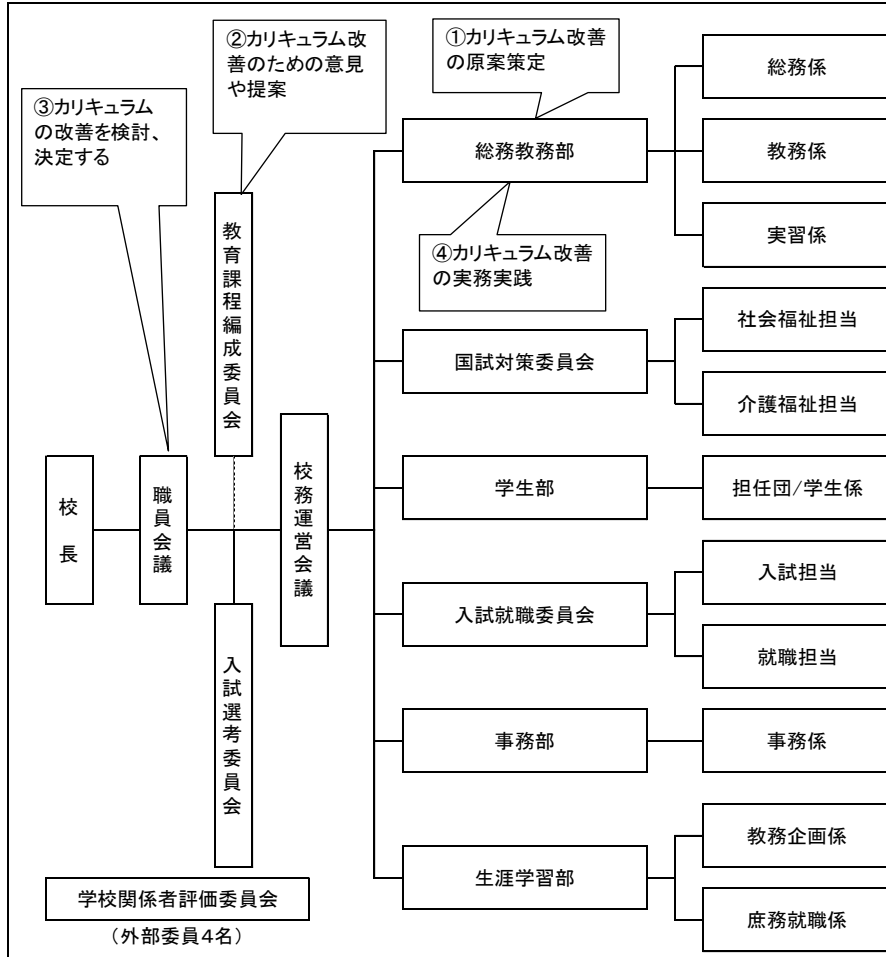 ②カリキュラム改
善のための意見
や提案
①カリキュラム改善
の原案策定
③カリキュラム
の改善を検討、
決定する
総務教務部
④カリキュラム改善
の実務実践
総務係
教務係
実習係
教育課程編成委員会
国試対策委員会
社会福祉担当
介護福祉担当
校長
職員会議
校務運営会議
学生部
担任団/学生係
入試選考委員会
入試就職委員会
入試担当
就職担当
事務部
事務係
生涯学習部
教務企画係
庶務就職係
学校関係者評価委員会
（外部委員４名）